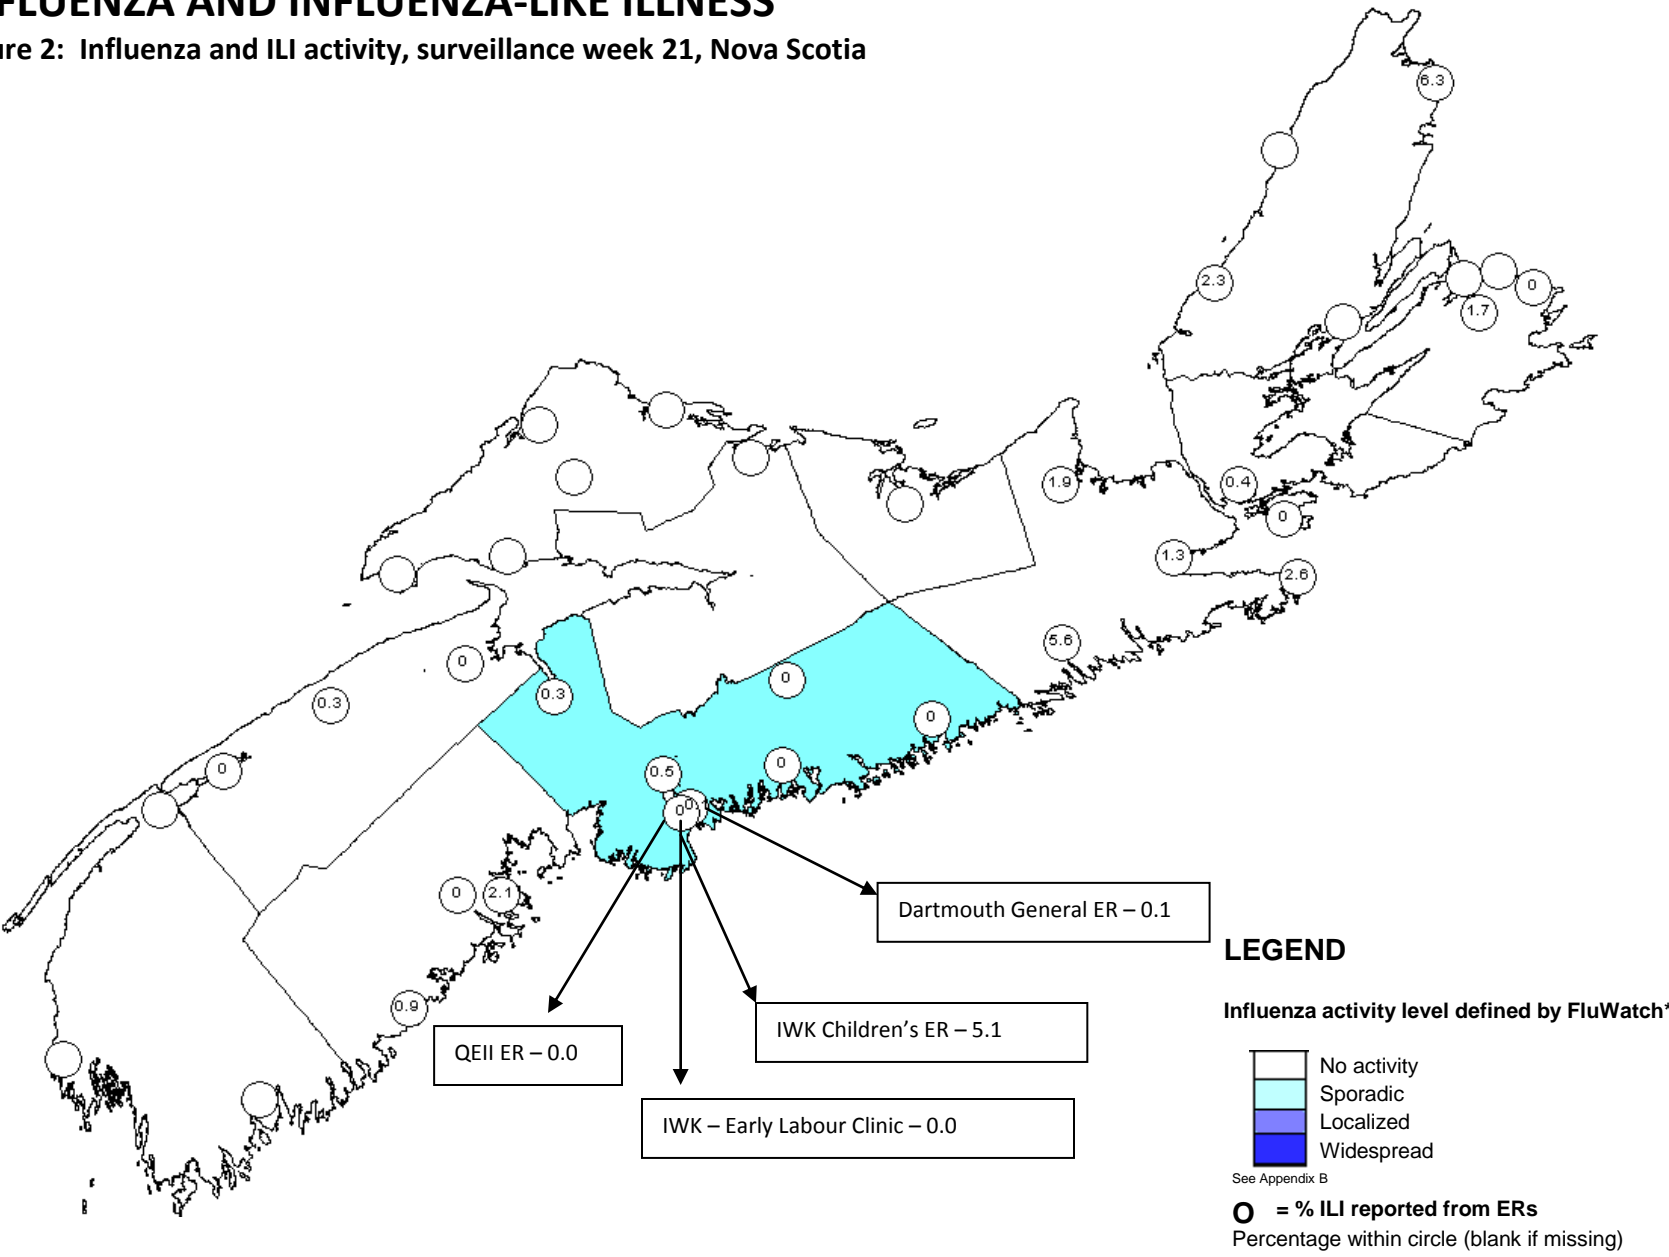 FLUENZA AND INFLUENZA-LIKE ILLNESS
ure 2: Influenza and ILI activity, surveillance week 21, Nova Scotia
6.3
2.3
0
1.7
1.9
0.4
0
1.3
2.6
5.6
0
0.3
0.3
0
0
0
0.5
0
0.1
0
0
2.1
0.9
Dartmouth General ER – 0.1
IWK Children's ER – 5.1
QEII ER – 0.0
IWK – Early Labour Clinic – 0.0
LEGEND
Influenza activity level defined by FluWatch*
No activity
Sporadic
Localized
Widespread
See Appendix B
O = % ILI reported from ERs
Percentage within circle (blank if missing)